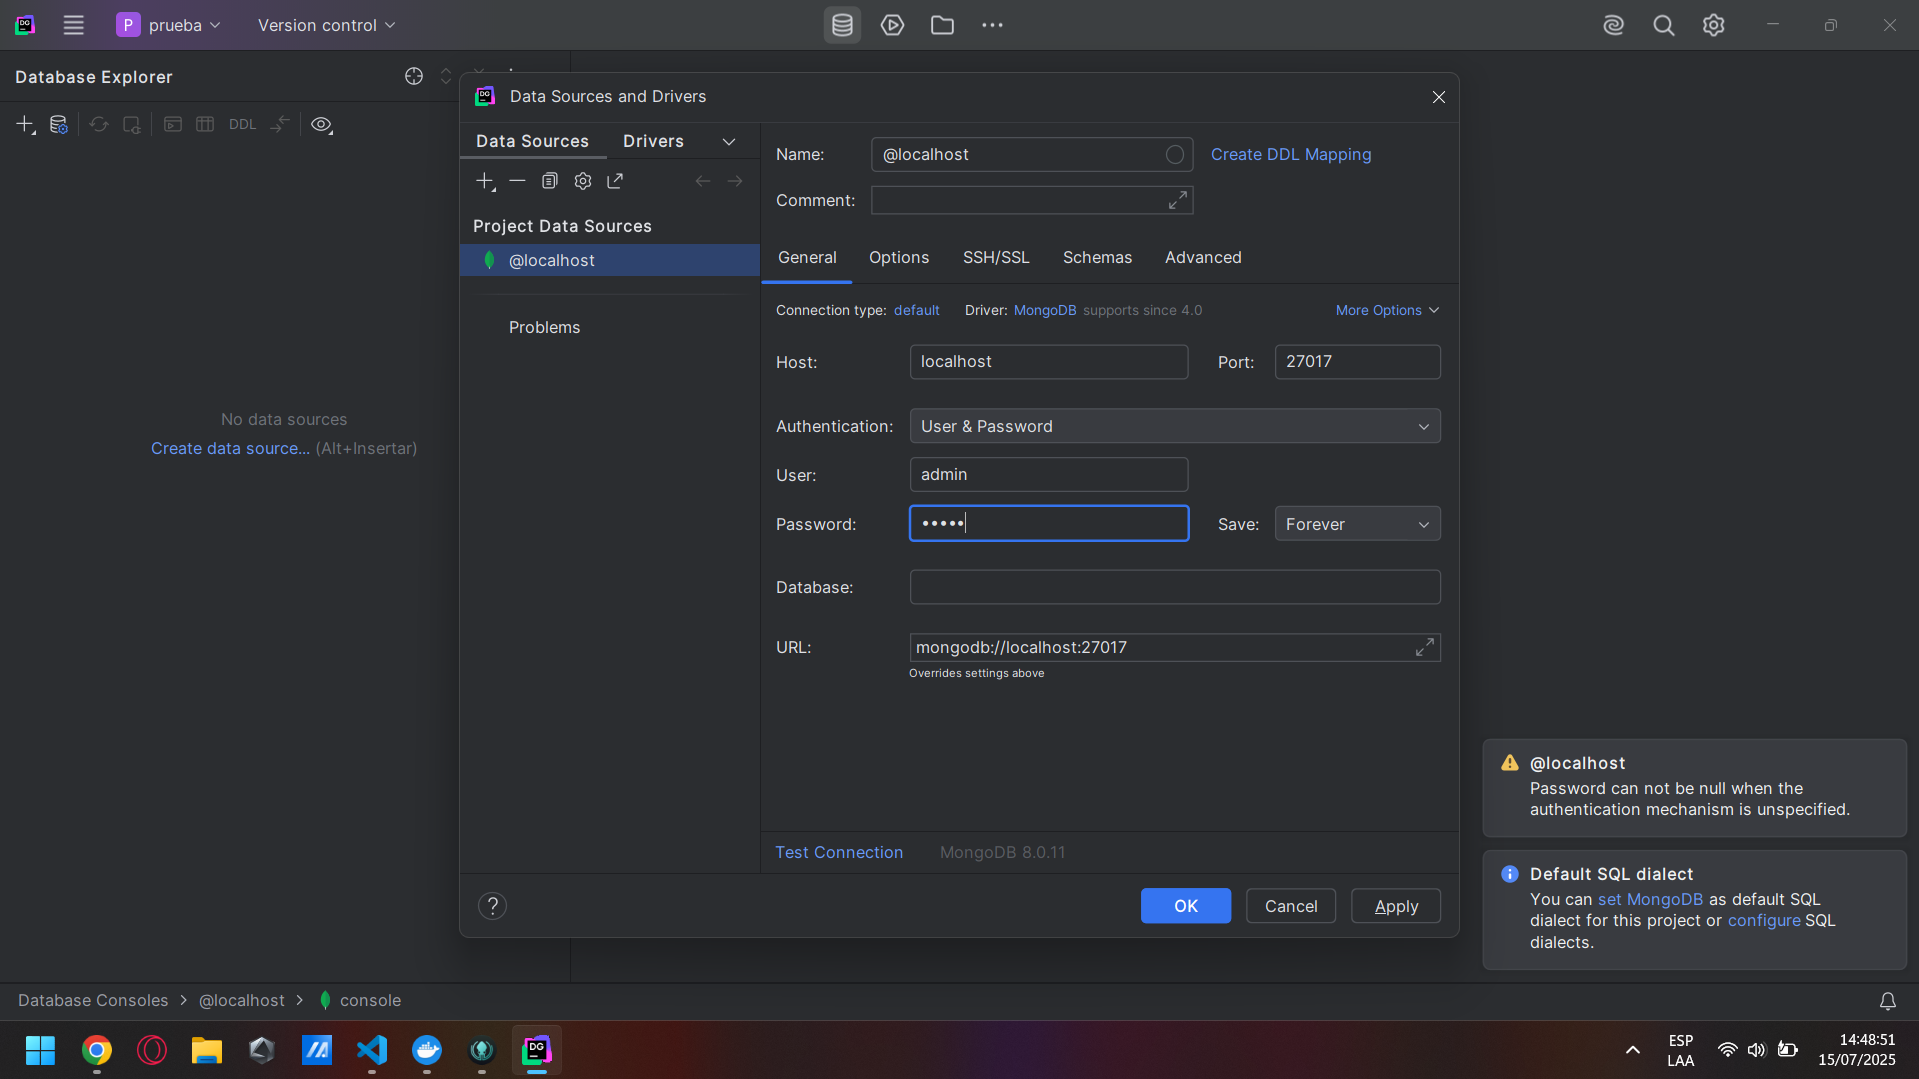 P prueba
Version control
Database Explorer
DDL
No data sources
Create data source... (Alt+Insertar)
DG Data Sources and Drivers
Data Sources
Drivers
Project Data Sources
@localhost
Problems
Name: @localhost
Create DDL Mapping
Comment:
General Options SSH/SSL Schemas Advanced
Connection type: default Driver: MongoDB supports since 4.0 More Options
Host: localhost Port: 27017
Authentication: User & Password
User: admin
Password: ••••• Save: Forever
Database:
URL: mongodb://localhost:27017
Overrides settings above
Test Connection MongoDB 8.0.11
?
OK Cancel Apply
@localhost
Password can not be null when the
authentication mechanism is unspecified.
Default SQL dialect
You can set MongoDB as default SQL
dialect for this project or configure SQL
dialects.
Database Consoles > @localhost > console
DG
ESP
LAA
14:48:51
15/07/2025